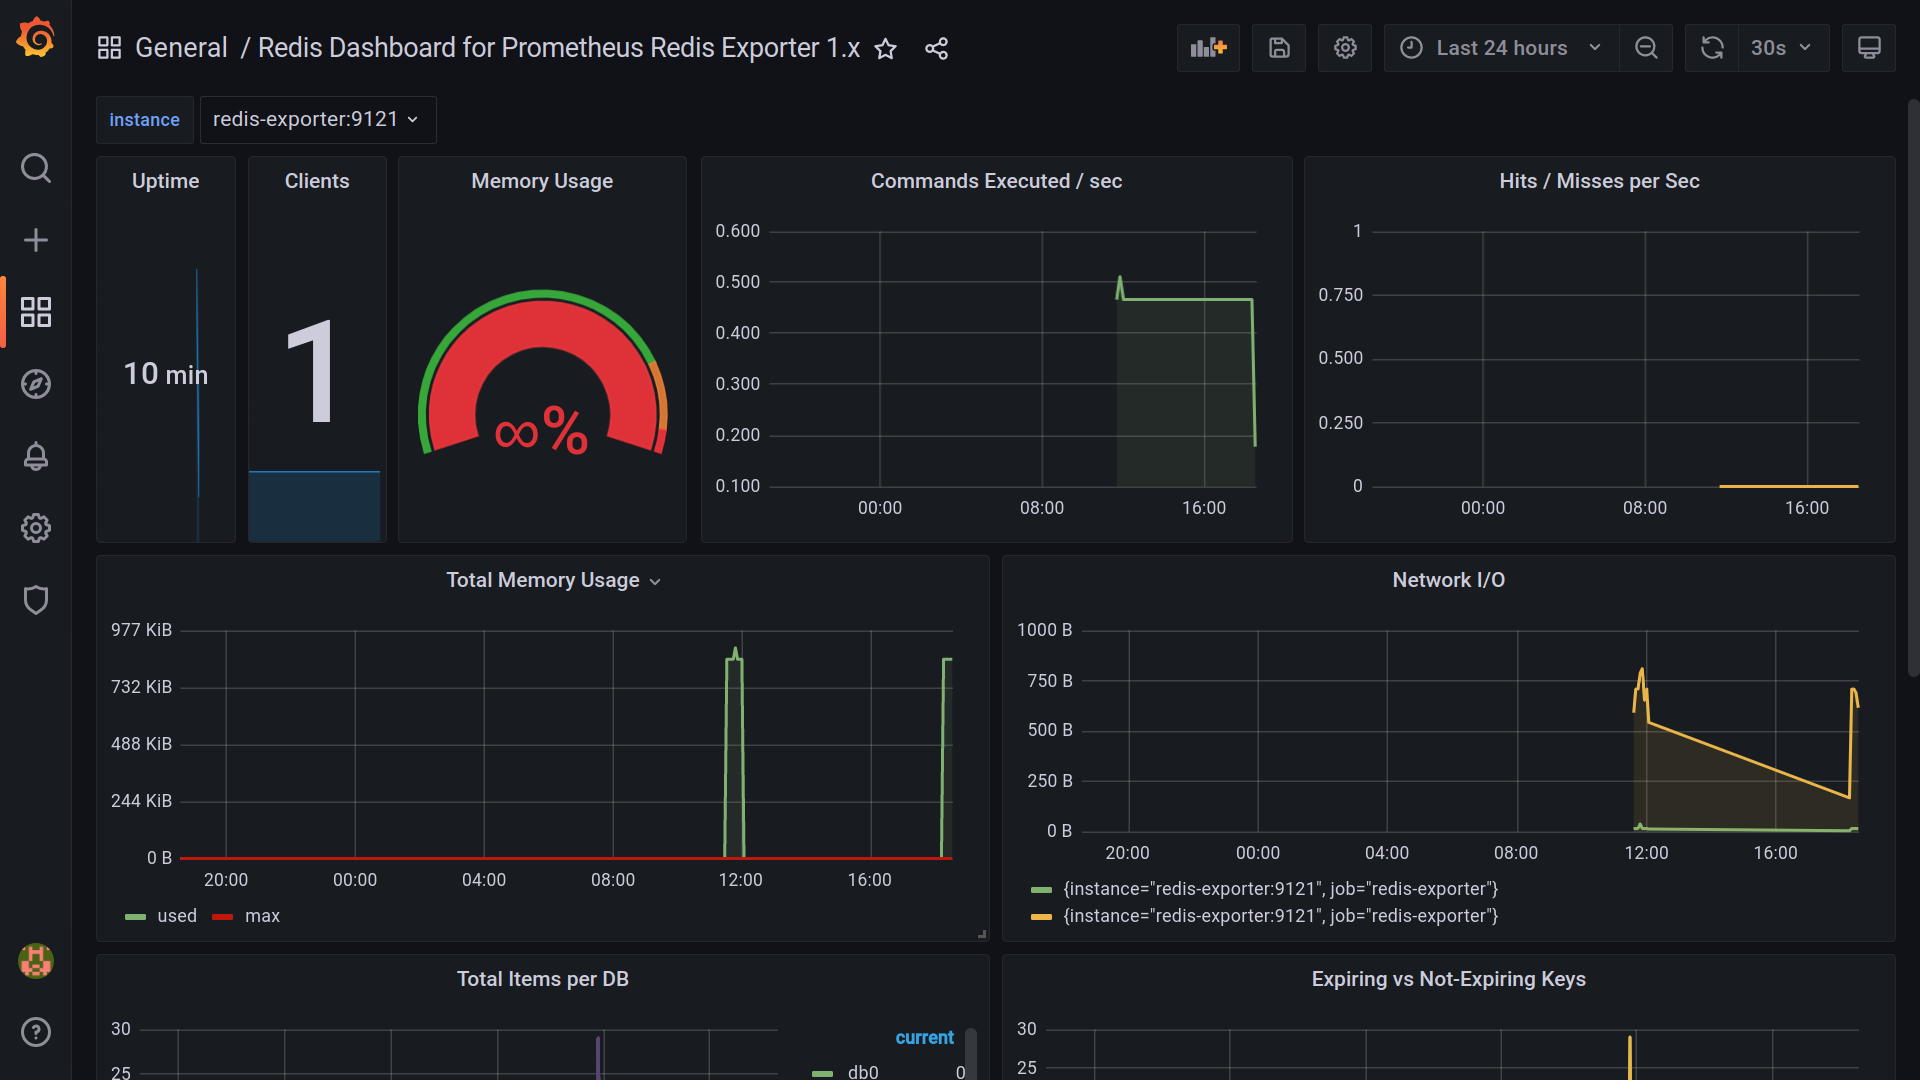 General / Redis Dashboard for Prometheus Redis Exporter 1.x
Last 24 hours
30s
instance
redis-exporter:9121
Uptime
10 min
Clients
1
Memory Usage
∞%
Commands Executed / sec
0.600
0.500
0.400
0.300
0.200
0.100
00:00 08:00 16:00
Hits / Misses per Sec
1
0.750
0.500
0.250
0
00:00 08:00 16:00
Total Memory Usage
977 KiB
732 KiB
488 KiB
244 KiB
0 B
20:00 00:00 04:00 08:00 12:00 16:00
used max
Network I/O
1000 B
750 B
500 B
250 B
0 B
20:00 00:00 04:00 08:00 12:00 16:00
{instance="redis-exporter:9121", job="redis-exporter"}
{instance="redis-exporter:9121", job="redis-exporter"}
Total Items per DB
30
25
current
db0 0
Expiring vs Not-Expiring Keys
30
25